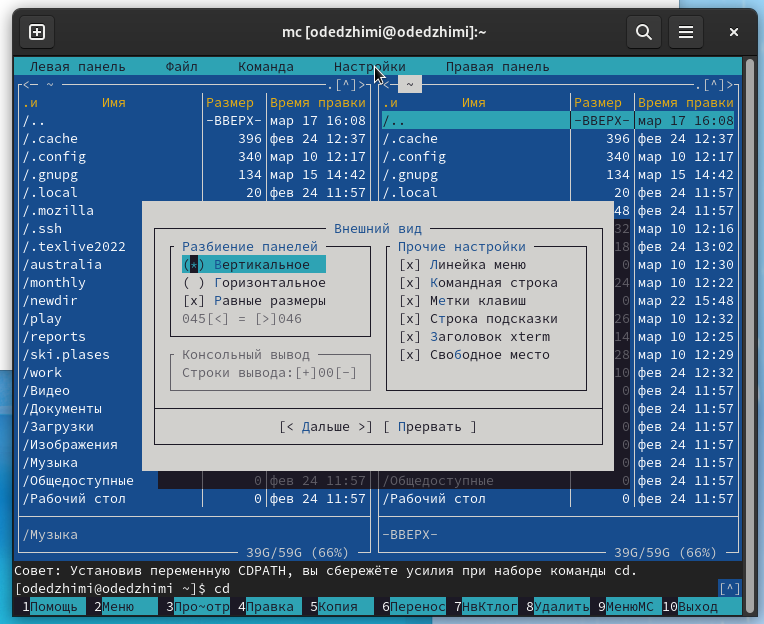 mc [odedzhimi@odedzhimi]:~
Левая панель Файл Команда Настройки Правая панель
<— ~ .[^]> <— ~ .[^]>
.и Имя Размер Время правки .и Имя Размер Время правки
/.. -ВВЕРХ- мар 17 16:08 /.. -ВВЕРХ- мар 17 16:08
/.cache 396 фев 24 12:37 /.cache 396 фев 24 12:37
/.config 340 мар 10 12:17 /.config 340 мар 10 12:17
/.gnupg 134 мар 15 14:42 /.gnupg 134 мар 15 14:42
/.local 20 фев 24 11:57 /.local 20 фев 24 11:57
/.mozilla 48 фев 24 11:57
/.ssh Внешний вид 32 мар 10 12:16
/.texlive2022 Разбиение панелей Прочие настройки 18 фев 24 13:02
/australia (*) Вертикальное [x] Линейка меню 0 мар 10 12:30
/monthly ( ) Горизонтальное [x] Командная строка 24 мар 10 12:22
/newdir [x] Равные размеры [x] Метки клавиш 0 мар 22 15:48
/play 045[<] = [>]046 [x] Строка подсказки 26 мар 10 12:32
/reports [x] Заголовок xterm 14 мар 10 12:25
/ski.plases Консольный вывод [x] Свободное место 28 мар 10 12:29
/work Строки вывода:[+]00[-] 10 мар 10 12:32
/Видео 0 фев 24 11:57
/Документы 0 фев 24 11:57
/Загрузки [< Дальше >] [ Прервать ] 0 фев 24 11:57
/Изображения 0 фев 24 11:57
/Музыка 0 фев 24 11:57
/Общедоступные 0 фев 24 11:57 /Общедоступные 0 фев 24 11:57
/Рабочий стол 0 фев 24 11:57 /Рабочий стол 0 фев 24 11:57
/Музыка -ВВЕРХ-
39G/59G (66%) 39G/59G (66%)
Совет: Установив переменную CDPATH, вы сбережёте усилия при наборе команды cd.
[odedzhimi@odedzhimi ~]$ cd [^]
1Помощь 2Меню 3Про~отр 4Правка 5Копия 6Перенос 7НвКтлог 8Удалить 9МенюМС 10Выход